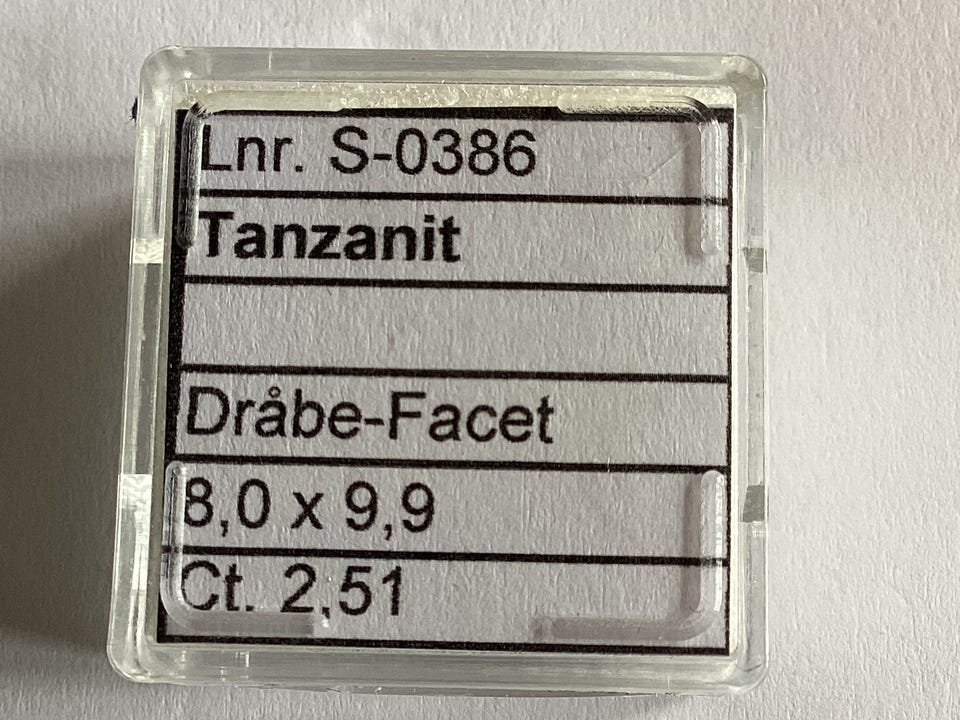 Lnr. S-0386
Tanzanit
Dråbe-Facet
8,0 x 9,9
Ct. 2,51